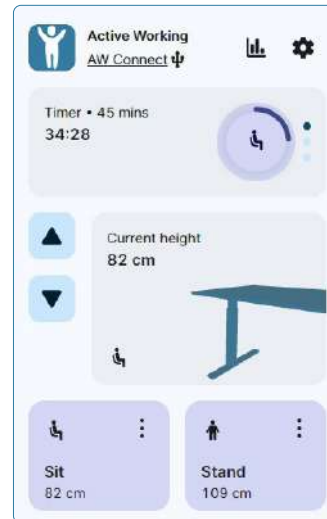 Active Working
AW Connect
Timer • 45 mins
34:28
Current height
82 cm
Sit
82 cm
Stand
109 cm